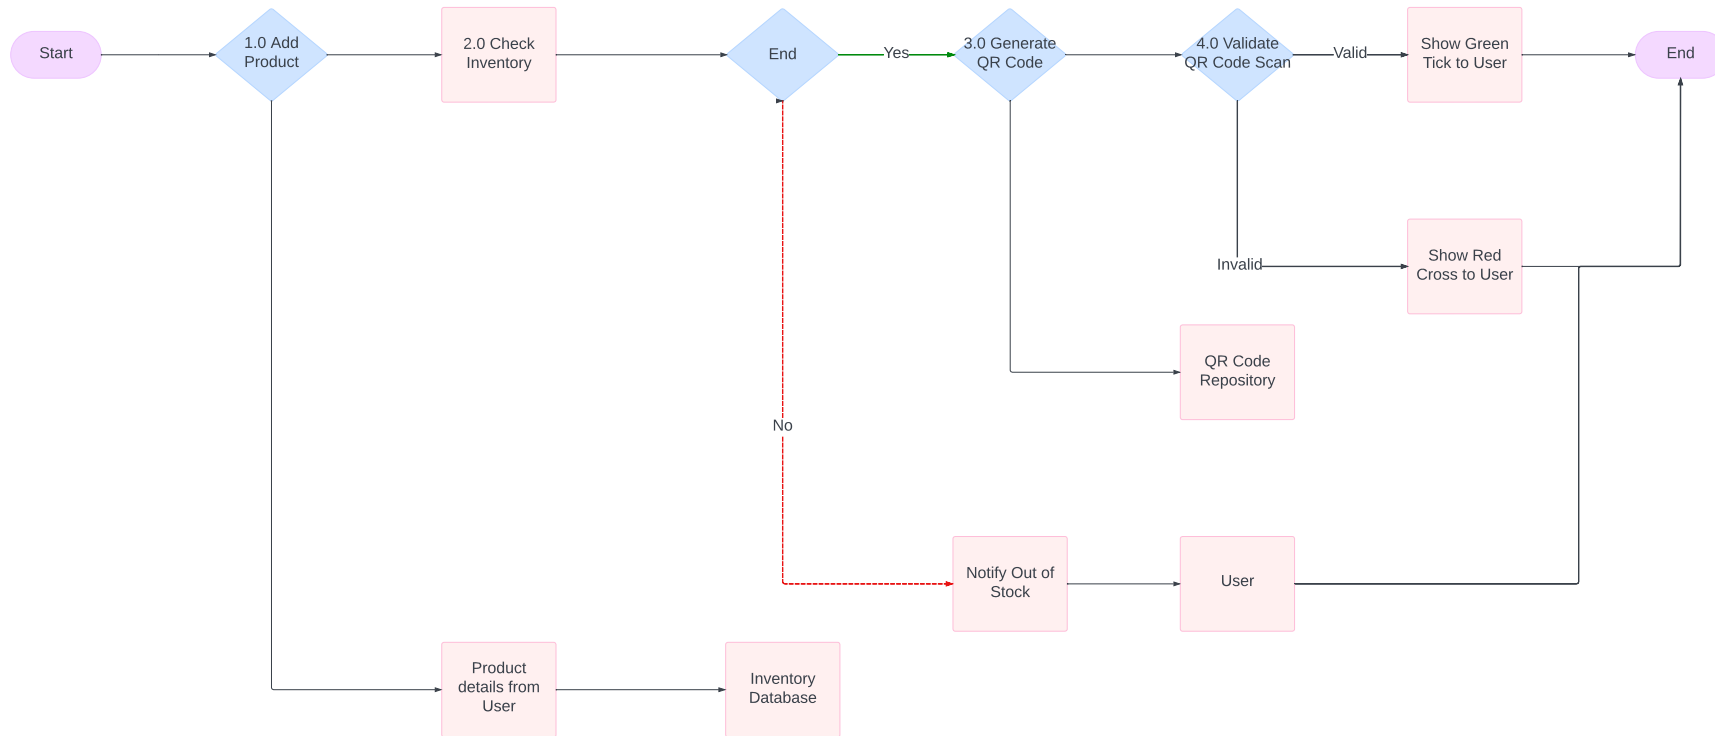 Start
1.0 Add
Product
2.0 Check
Inventory
End
Yes
3.0 Generate
QR Code
4.0 Validate
QR Code Scan
Valid
Show Green
Tick to User
End
Invalid
Show Red
Cross to User
QR Code
Repository
No
Notify Out of
Stock
User
Product
details from
User
Inventory
Database